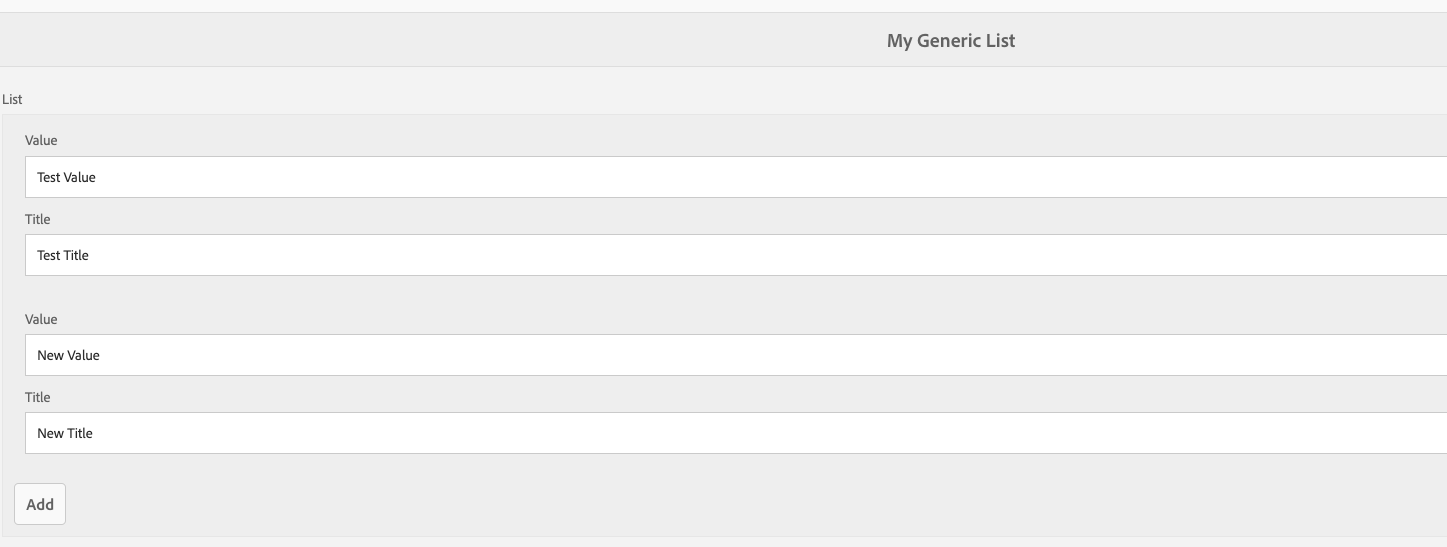 My Generic List
List
Value
Test Value
Title
Test Title
Value
New Value
Title
New Title
Add